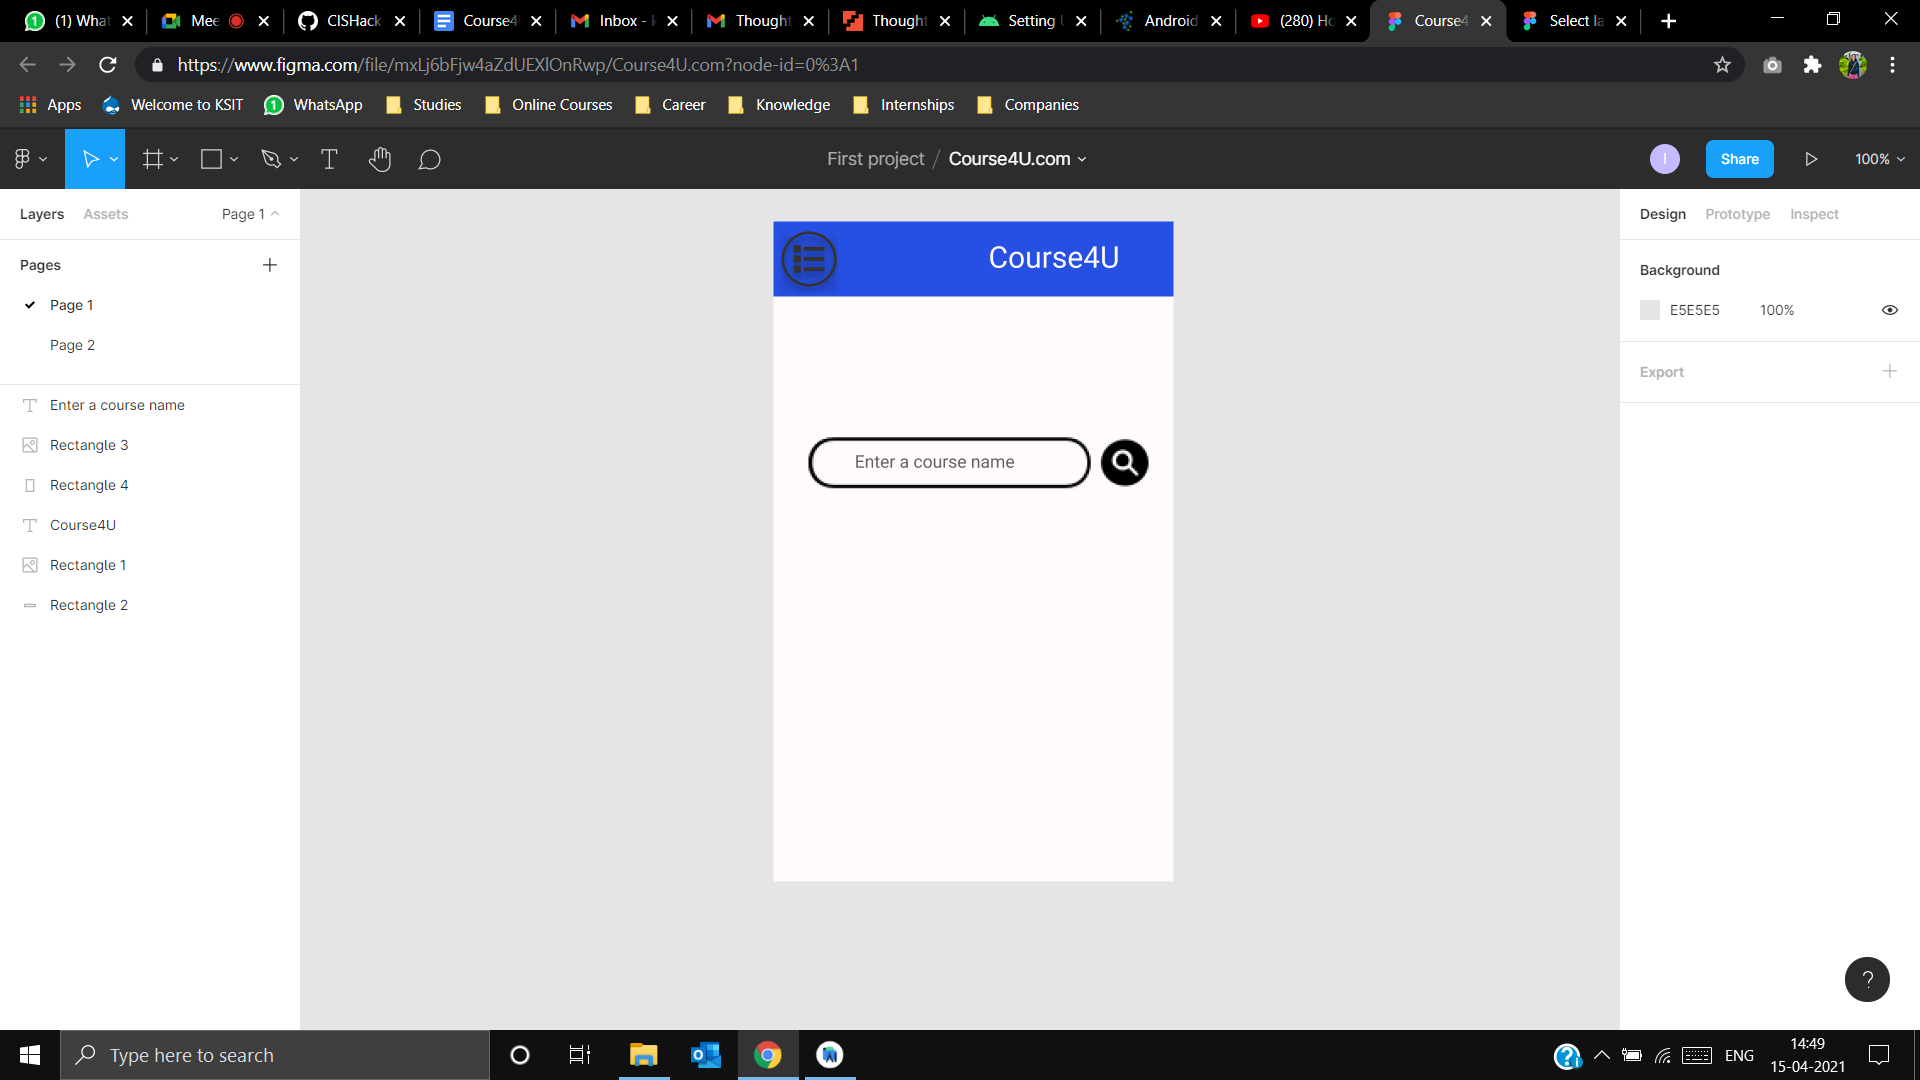 (1) What
Mee
CISHack
Course4
Inbox -
Thought
Thought
Setting
Android
(280) Ho
Course4
Select la
https://www.figma.com/file/mxLj6bFjw4aZdUEXlOnRwp/Course4U.com?node-id=0%3A1
Apps
Welcome to KSIT
WhatsApp
Studies
Online Courses
Career
Knowledge
Internships
Companies
First project / Course4U.com
I
Share
100%
Layers
Assets
Page 1
Design
Prototype
Inspect
Pages
Page 1
Page 2
Enter a course name
Rectangle 3
Rectangle 4
Course4U
Rectangle 1
Rectangle 2
Course4U
Enter a course name
Background
E5E5E5
100%
Export
?
Type here to search
ENG
14:49
15-04-2021